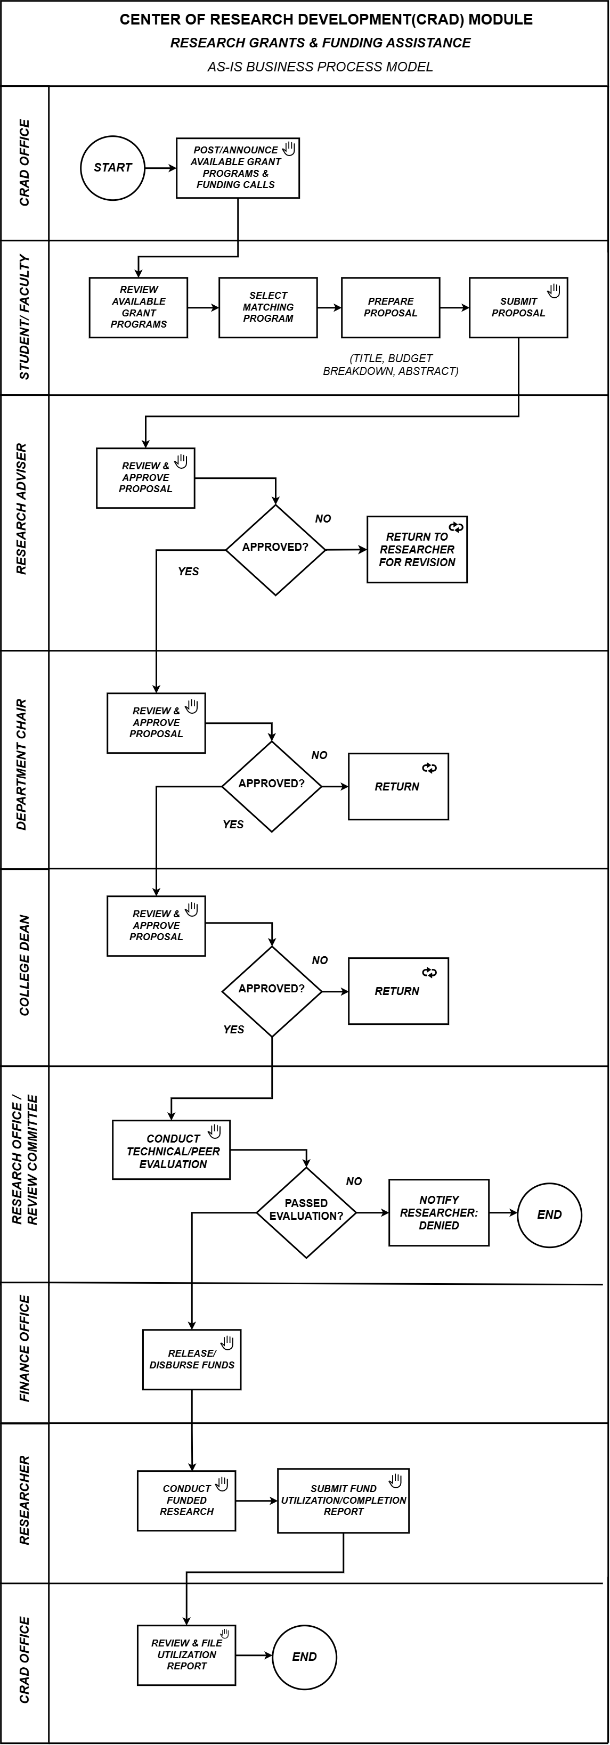 CENTER OF RESEARCH DEVELOPMENT(CRAD) MODULE
RESEARCH GRANTS & FUNDING ASSISTANCE
AS-IS BUSINESS PROCESS MODEL
CRAD OFFICE
START
POST/ANNOUNCE
AVAILABLE GRANT
PROGRAMS &
FUNDING CALLS
STUDENT/ FACULTY
REVIEW
AVAILABLE
GRANT
PROGRAMS
SELECT
MATCHING
PROGRAM
PREPARE
PROPOSAL
SUBMIT
PROPOSAL
(TITLE, BUDGET
BREAKDOWN, ABSTRACT)
RESEARCH ADVISER
REVIEW &
APPROVE
PROPOSAL
APPROVED?
NO
YES
RETURN TO
RESEARCHER
FOR REVISION
DEPARTMENT CHAIR
REVIEW &
APPROVE
PROPOSAL
APPROVED?
NO
YES
RETURN
COLLEGE DEAN
REVIEW &
APPROVE
PROPOSAL
APPROVED?
NO
YES
RETURN
RESEARCH OFFICE /
REVIEW COMMITTEE
CONDUCT
TECHNICAL/PEER
EVALUATION
PASSED
EVALUATION?
NO
NOTIFY
RESEARCHER:
DENIED
END
FINANCE OFFICE
RELEASE/
DISBURSE FUNDS
RESEARCHER
CONDUCT
FUNDED
RESEARCH
SUBMIT FUND
UTILIZATION/COMPLETION
REPORT
CRAD OFFICE
REVIEW & FILE
UTILIZATION
REPORT
END